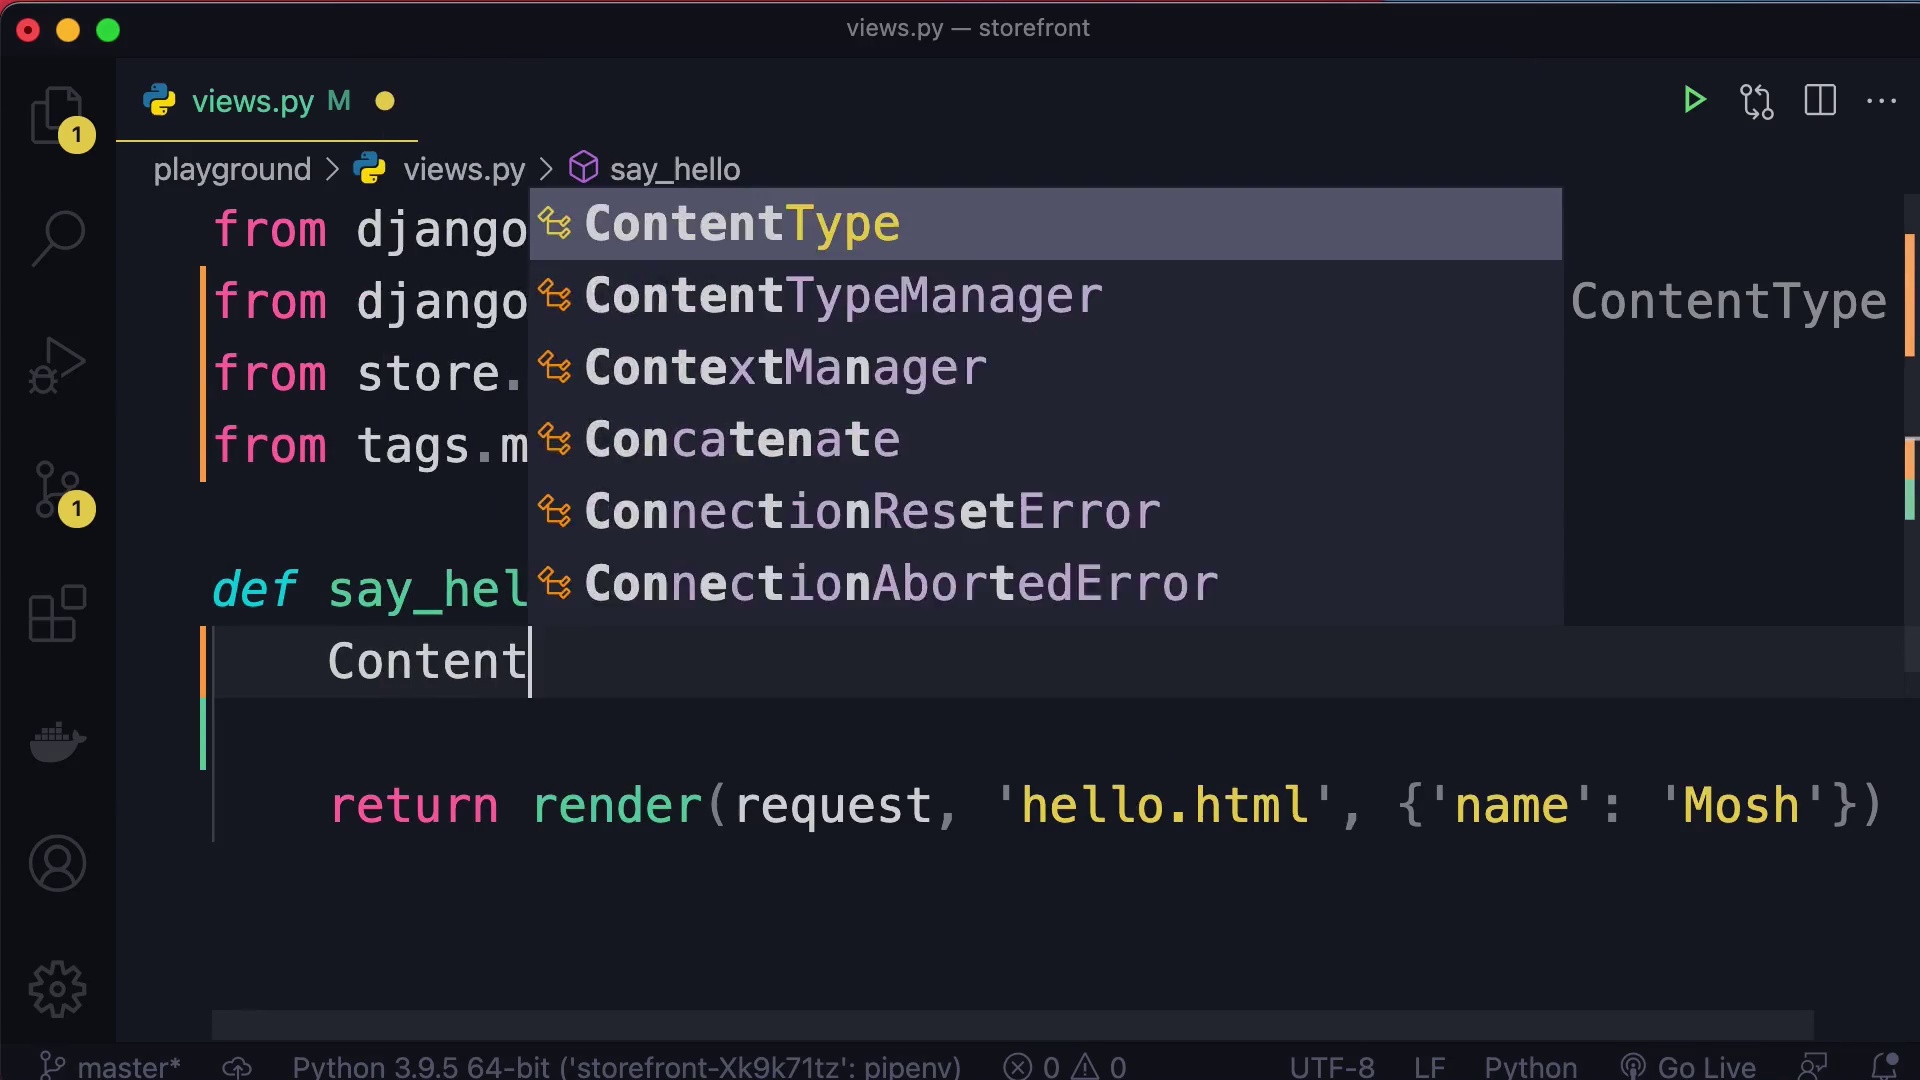 views.py — storefront
views.py M
playground > views.py > say_hello
from django
from django
from store.
from tags.m
ContentType
ContentTypeManager
ContextManager
Concatenate
ConnectionResetError
ConnectionAbortedError
ContentType
def say_hel
Content
return render(request, 'hello.html', {'name': 'Mosh'})
1
1
master* Python 3.9.5 64-bit ('storefront-Xk9k71tz': pipenv) 0 0 UTF-8 LF Python Go Live